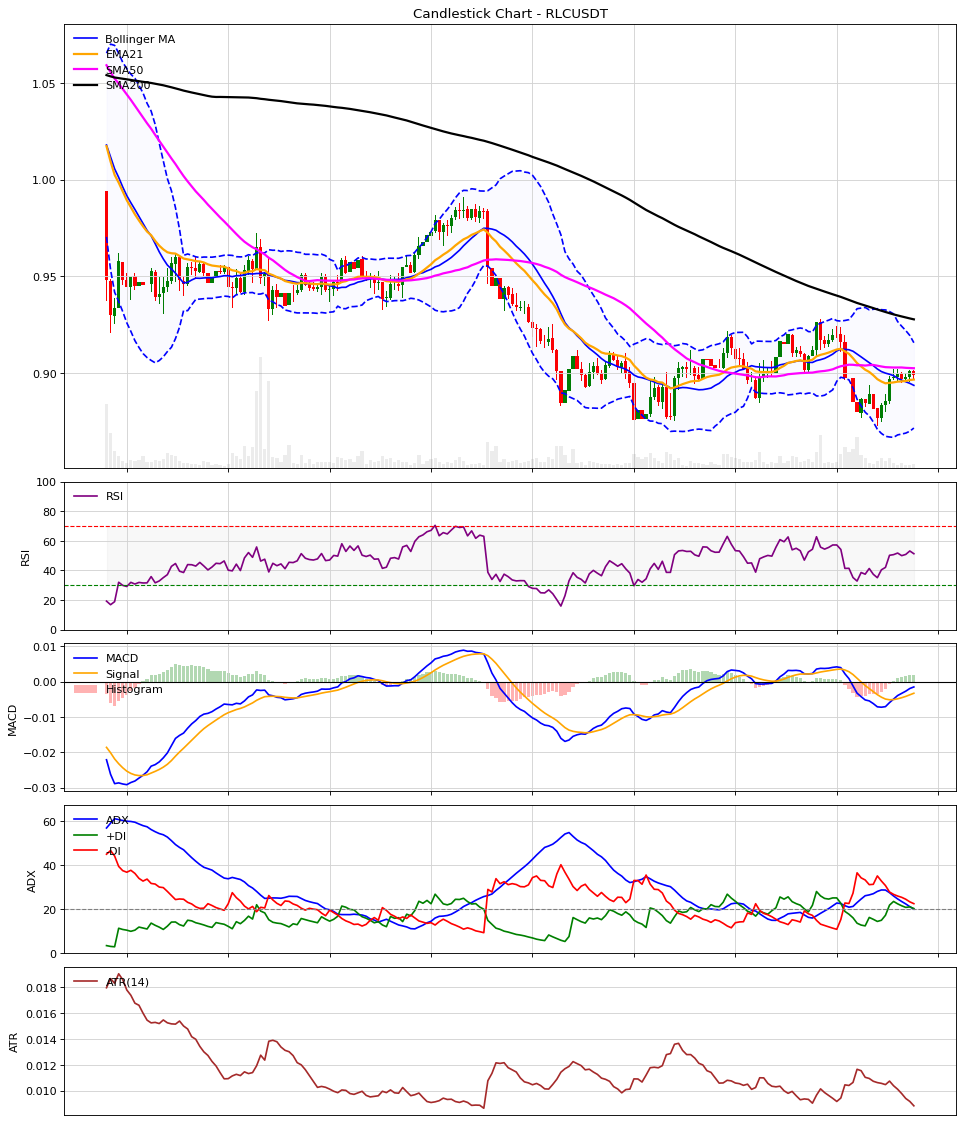 Candlestick Chart - RLCUSDT
Bollinger MA
EMA21
SMA50
SMA200
1.05
1.00
0.95
0.90
RSI
RSI
100
80
60
40
20
0
MACD
Signal
Histogram
MACD
0.01
0.00
−0.01
−0.02
−0.03
ADX
+DI
-DI
ADX
60
40
20
0
ATR(14)
ATR
0.018
0.016
0.014
0.012
0.010